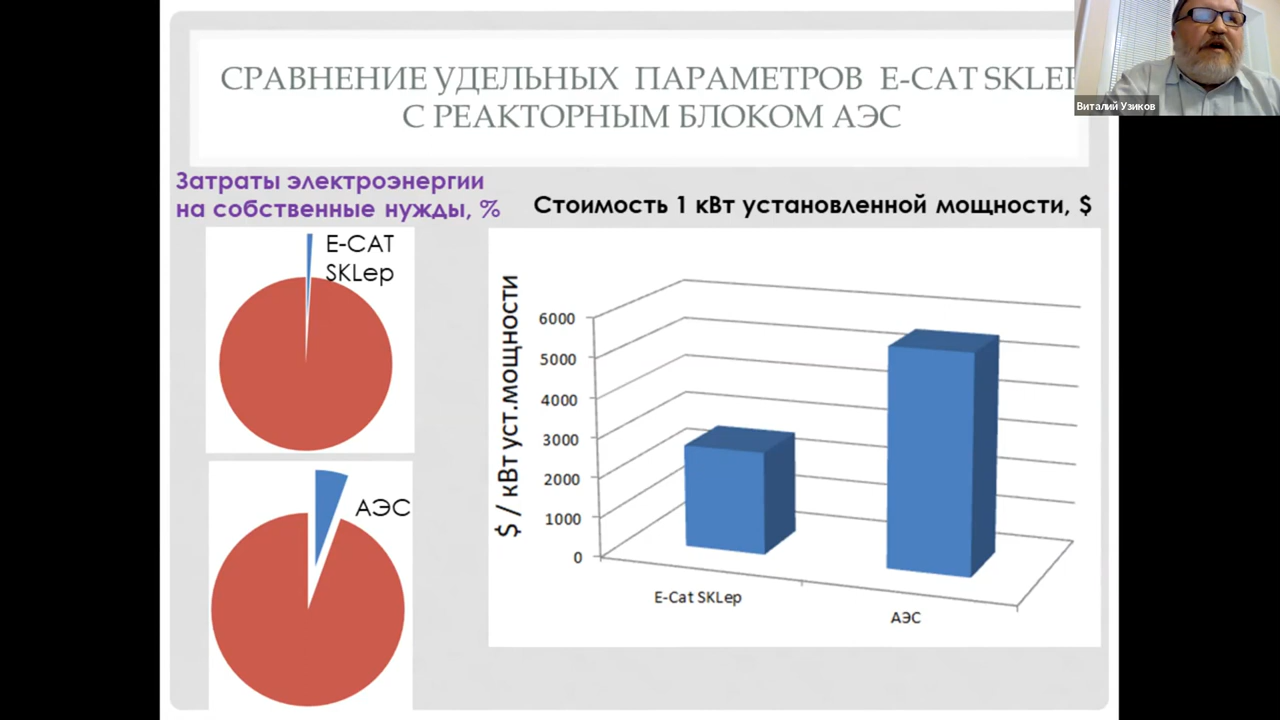 СРАВНЕНИЕ УДЕЛЬНЫХ ПАРАМЕТРОВ E-CAT
С РЕАКТОРНЫМ БЛОКОМ АЭС
Виталий Узиков
Затраты электроэнергии
на собственные нужды, %
E-CAT
SKLep
АЭС
Стоимость 1 кВт установленной мощности, $
$ / кВт уст.мощности
6000
5000
4000
3000
2000
1000
0
E-Cat SKLep
АЭС